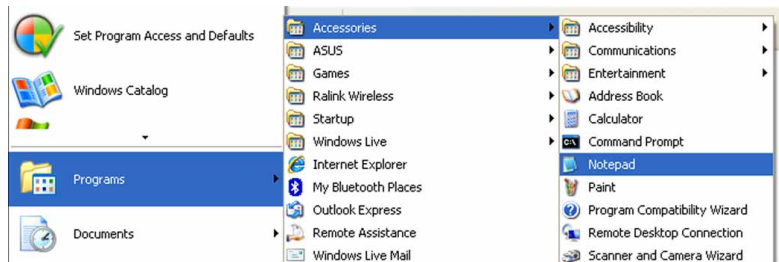 Set Program Access and Defaults
Windows Catalog
Programs
Documents
Accessories
ASUS
Games
Ralink Wireless
Startup
Windows Live
Internet Explorer
My Bluetooth Places
Outlook Express
Remote Assistance
Windows Live Mail
Accessibility
Communications
Entertainment
Address Book
Calculator
Command Prompt
Notepad
Paint
Program Compatibility Wizard
Remote Desktop Connection
Scanner and Camera Wizard